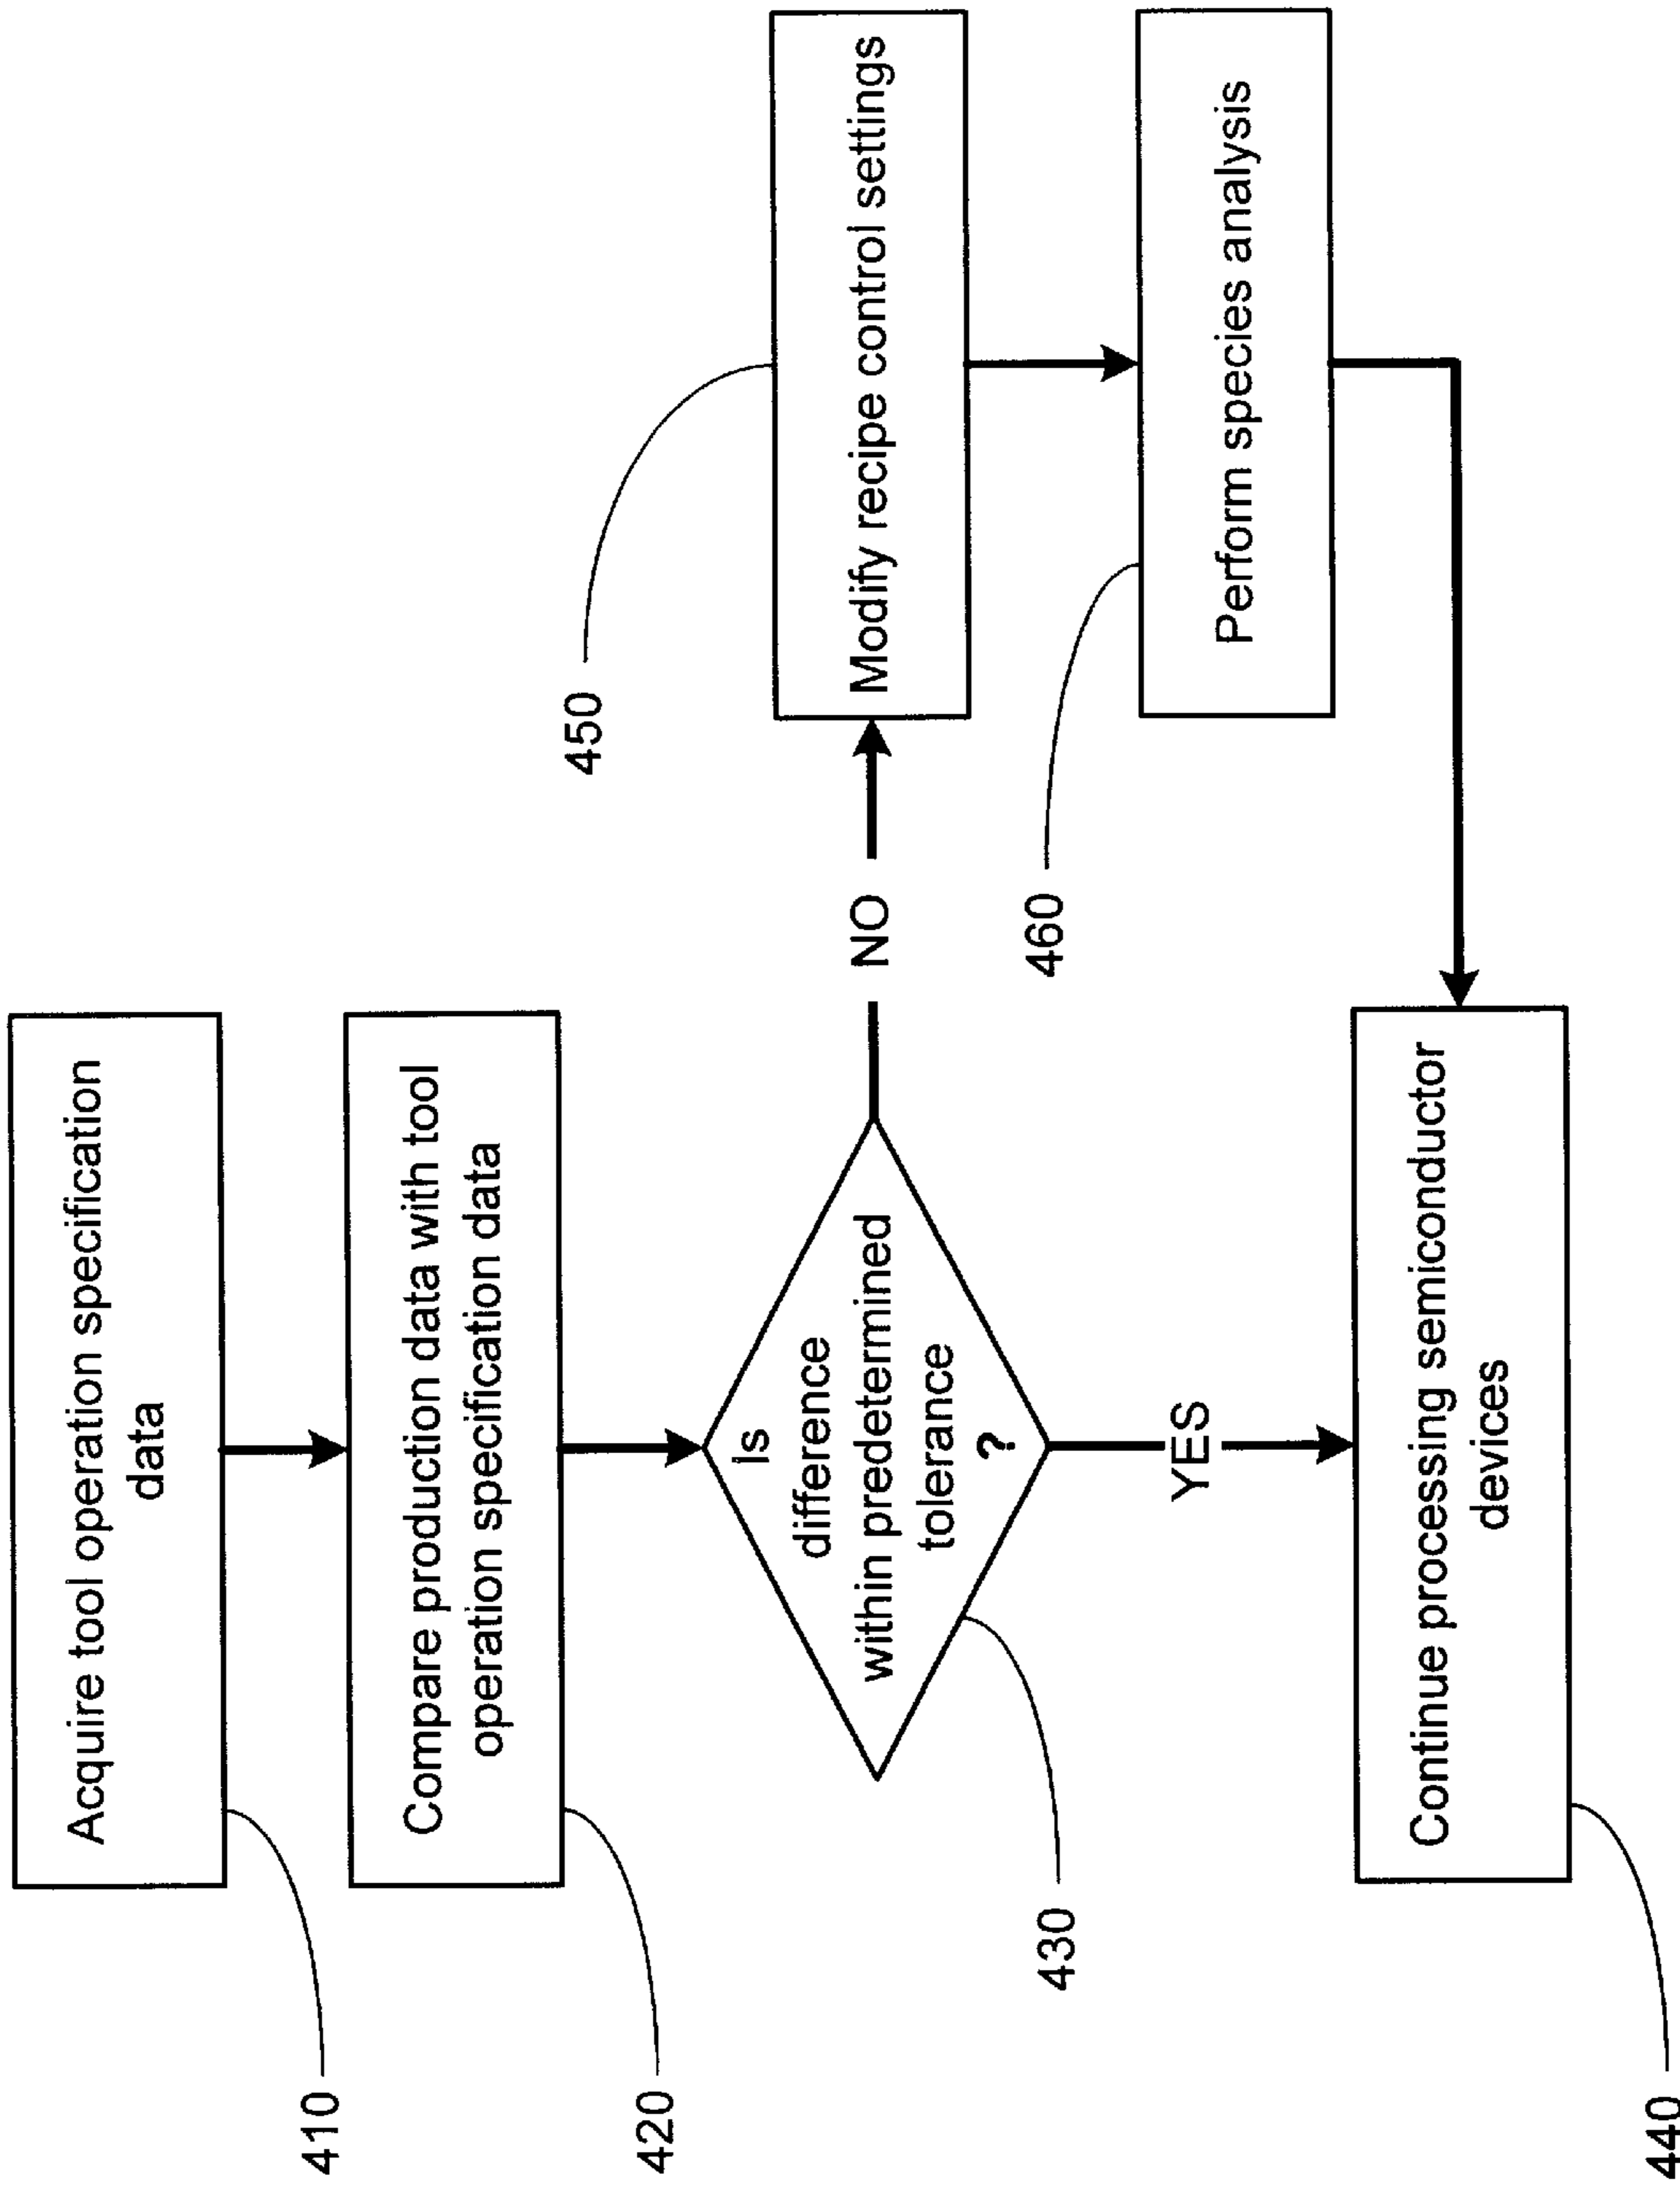 Acquire tool operation specification
data
410
Compare production data with tool
operation specification data
420
Is
difference
within predetermined
tolerance
?
430
NO
YES
450
Modify recipe control settings
460
Perform species analysis
Continue processing semiconductor
devices
440